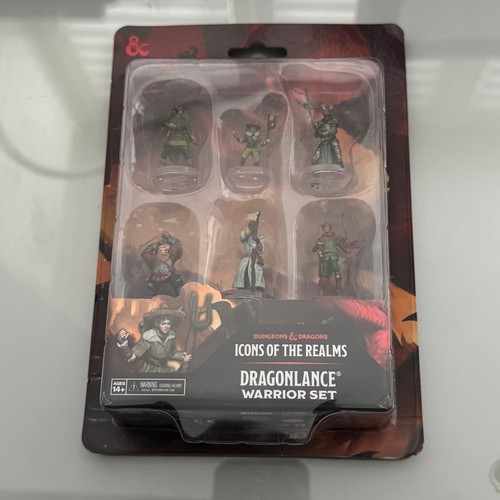 &
DUNGEONS & DRAGONS
ICONS OF THE REALMS
DRAGONLANCE®
WARRIOR SET
AGES
14+
WARNING: